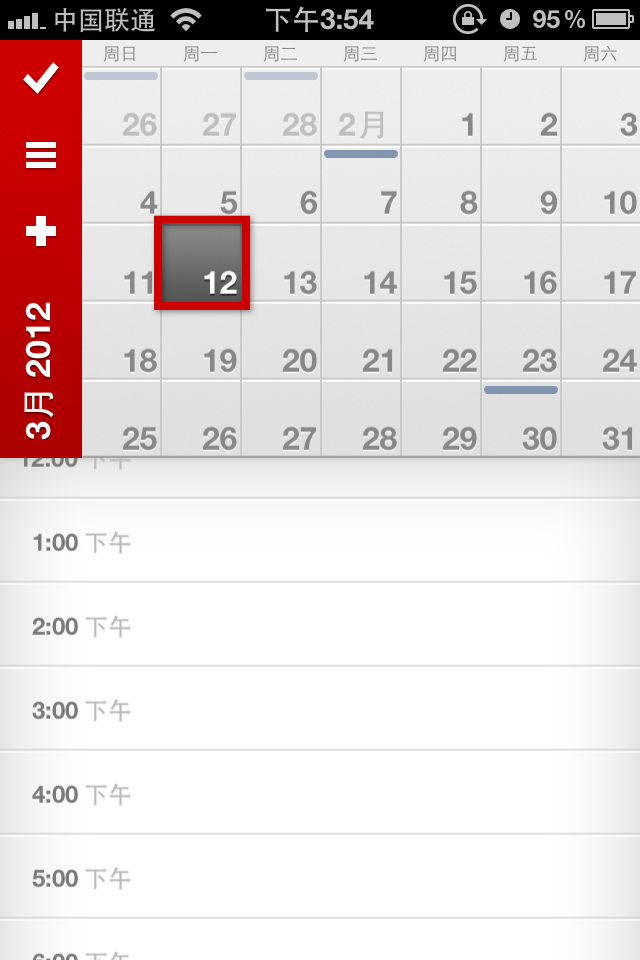 中国联通 下午3:54 95%
周日 周一 周二 周三 周四 周五 周六
26 27 28 2月 1 2 3
4 5 6 7 8 9 10
11 12 13 14 15 16 17
18 19 20 21 22 23 24
25 26 27 28 29 30 31
3月 2012
12:00 下午
1:00 下午
2:00 下午
3:00 下午
4:00 下午
5:00 下午
6:00 下午